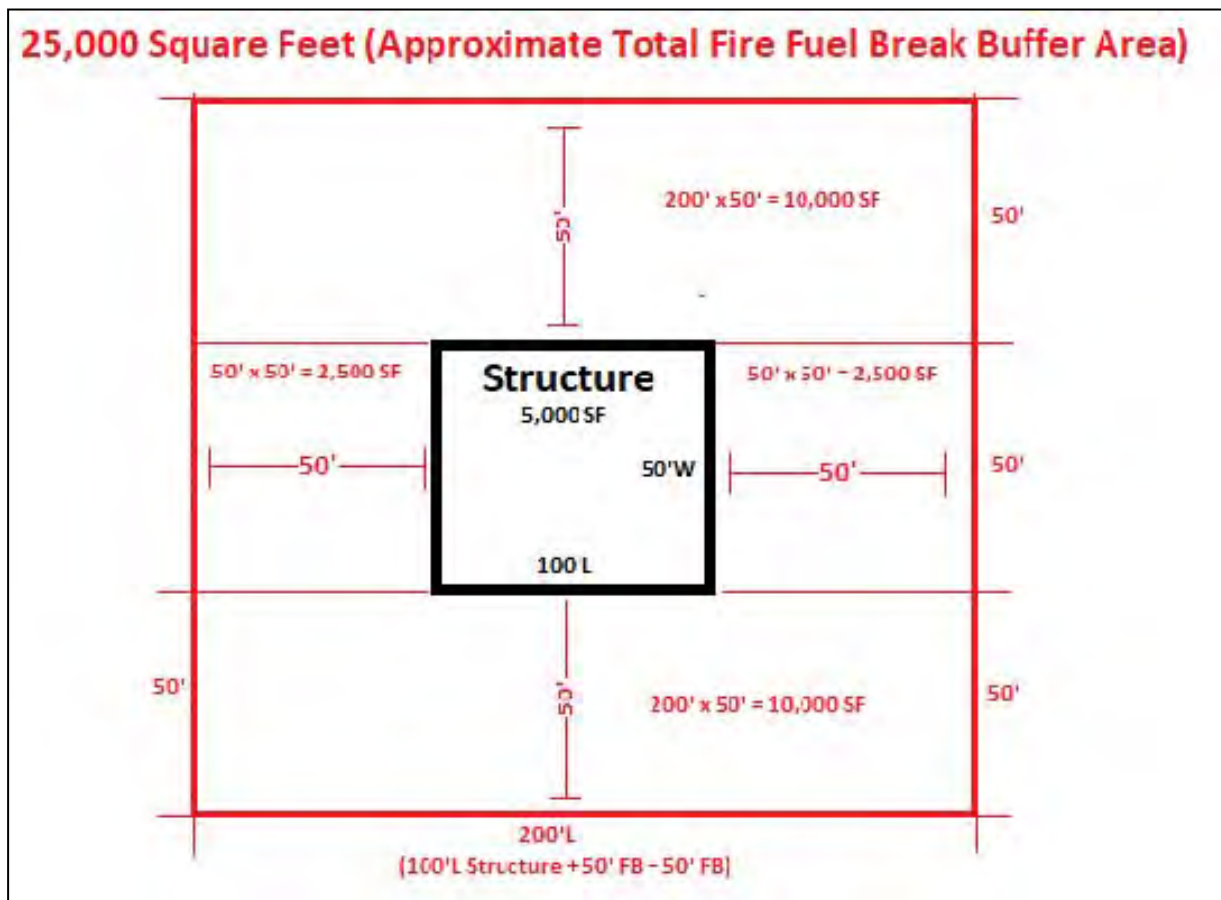 25,000 Square Feet (Approximate Total Fire Fuel Break Buffer Area)
50'
200' x 50' = 10,000 SF
50'
50' x 50' = 2,500 SF
Structure
5,000 SF
50' x 50' = 2,500 SF
50'
50'W
50'
50'
100 L
50'
50'
200' x 50' = 10,000 SF
50'
200'L
(100'L Structure + 50' FB - 50' FB)